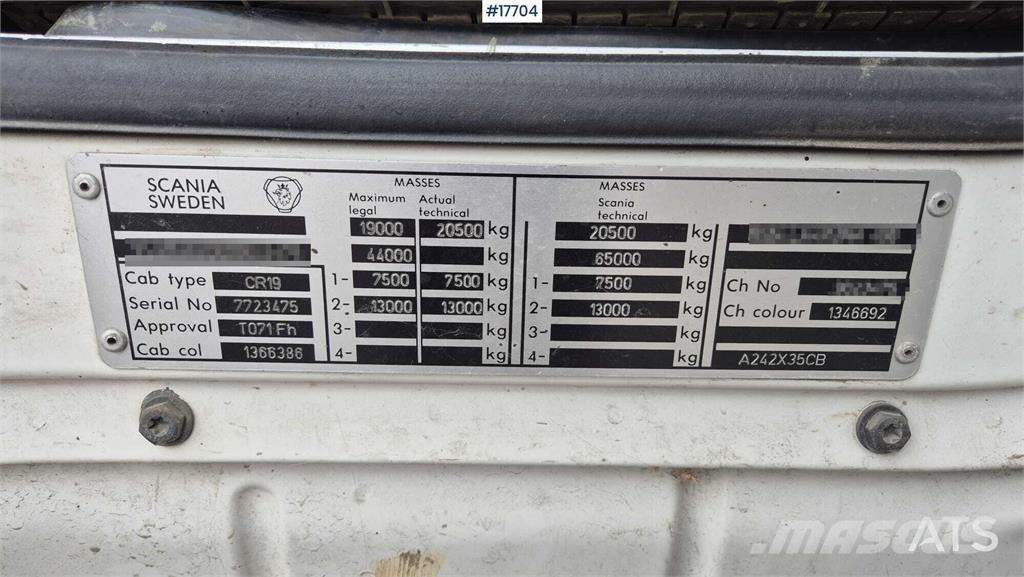 #17704
SCANIA
SWEDEN
MASSES
Maximum legal
Actual technical
19000 20500 kg
44000 kg
1- 7500 7500 kg
2- 13000 13000 kg
3- kg
4- kg
Cab type CR19
Serial No 7723475
Approval T071Fh
Cab col 1366386
MASSES
Scania technical
20500 kg
65000 kg
1- 7500 kg
2- 13000 kg
3- kg
4- kg
Ch No
Ch colour 1346692
A242X35CB
MASCUS
ATS